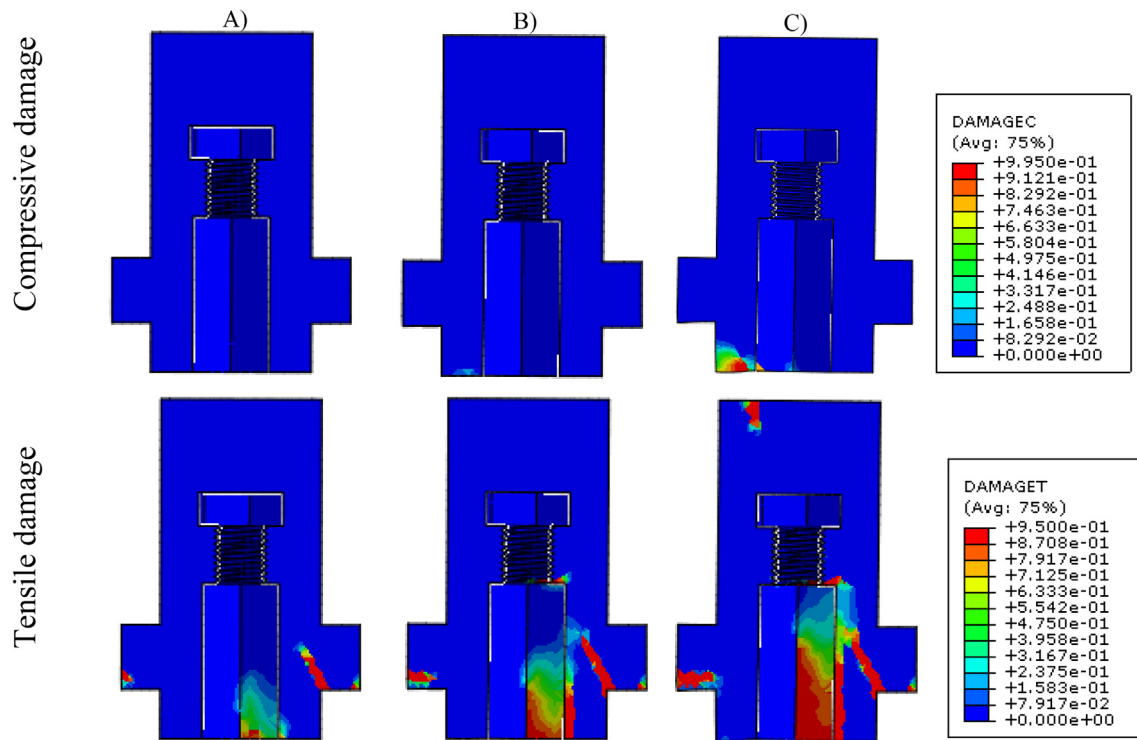 A)
B)
C)
Compressive damage
DAMAGEC
(Avg: 75%)
+9.950e-01
+9.121e-01
+8.292e-01
+7.463e-01
+6.633e-01
+5.804e-01
+4.975e-01
+4.146e-01
+3.317e-01
+2.488e-01
+1.658e-01
+8.292e-02
+0.000e+00
Tensile damage
DAMAGET
(Avg: 75%)
+9.500e-01
+8.708e-01
+7.917e-01
+7.125e-01
+6.333e-01
+5.542e-01
+4.750e-01
+3.958e-01
+3.167e-01
+2.375e-01
+1.583e-01
+7.917e-02
+0.000e+00